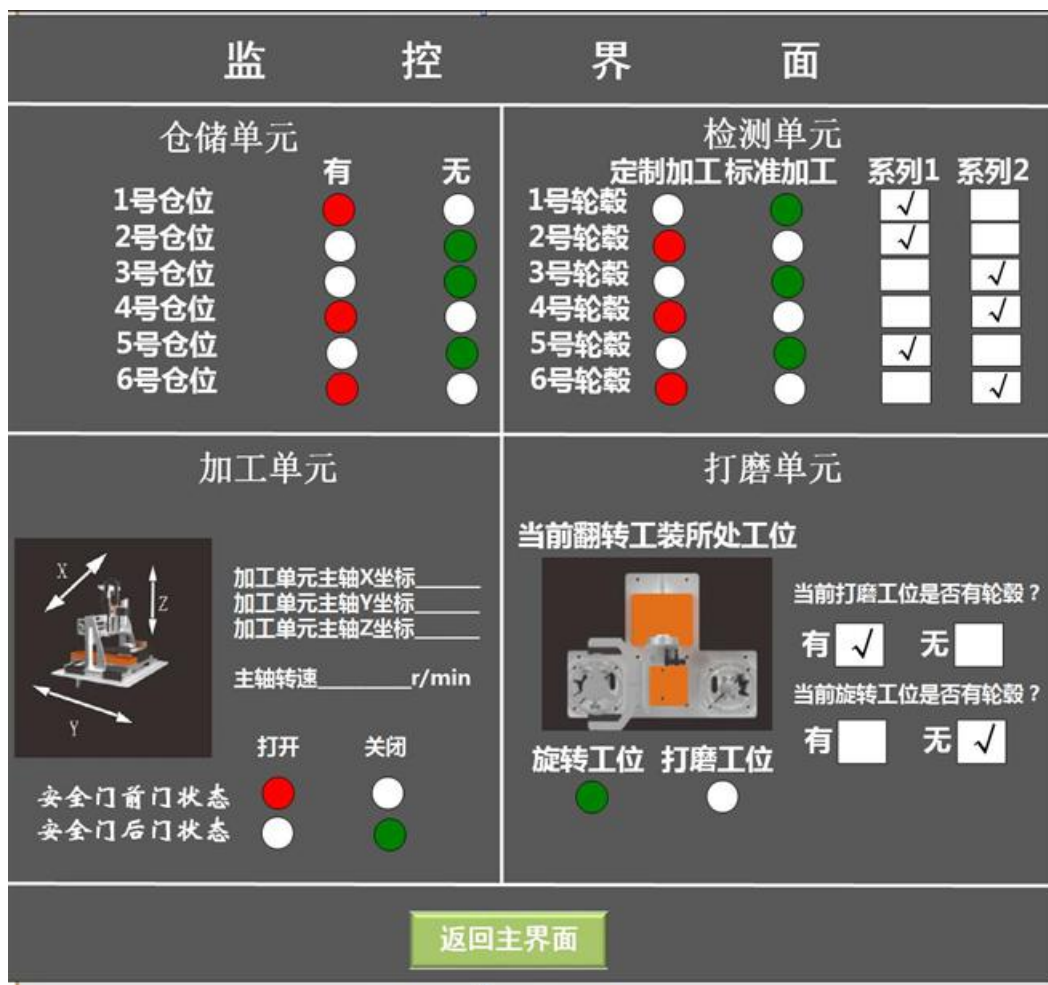 监 控 界 面
仓储单元
有 无
1号仓位
2号仓位
3号仓位
4号仓位
5号仓位
6号仓位
检测单元
定制加工 标准加工 系列1 系列2
1号轮毂 √
2号轮毂 √
3号轮毂 √
4号轮毂 √
5号轮毂 √
6号轮毂 √
加工单元
X
Z
Y
加工单元主轴X坐标_____
加工单元主轴Y坐标_____
加工单元主轴Z坐标_____
主轴转速_______r/min
打开 关闭
安全门前门状态
安全门后门状态
打磨单元
当前翻转工装所处工位
旋转工位 打磨工位
当前打磨工位是否有轮毂？
有 √ 无
当前旋转工位是否有轮毂？
有 无 √
返回主界面